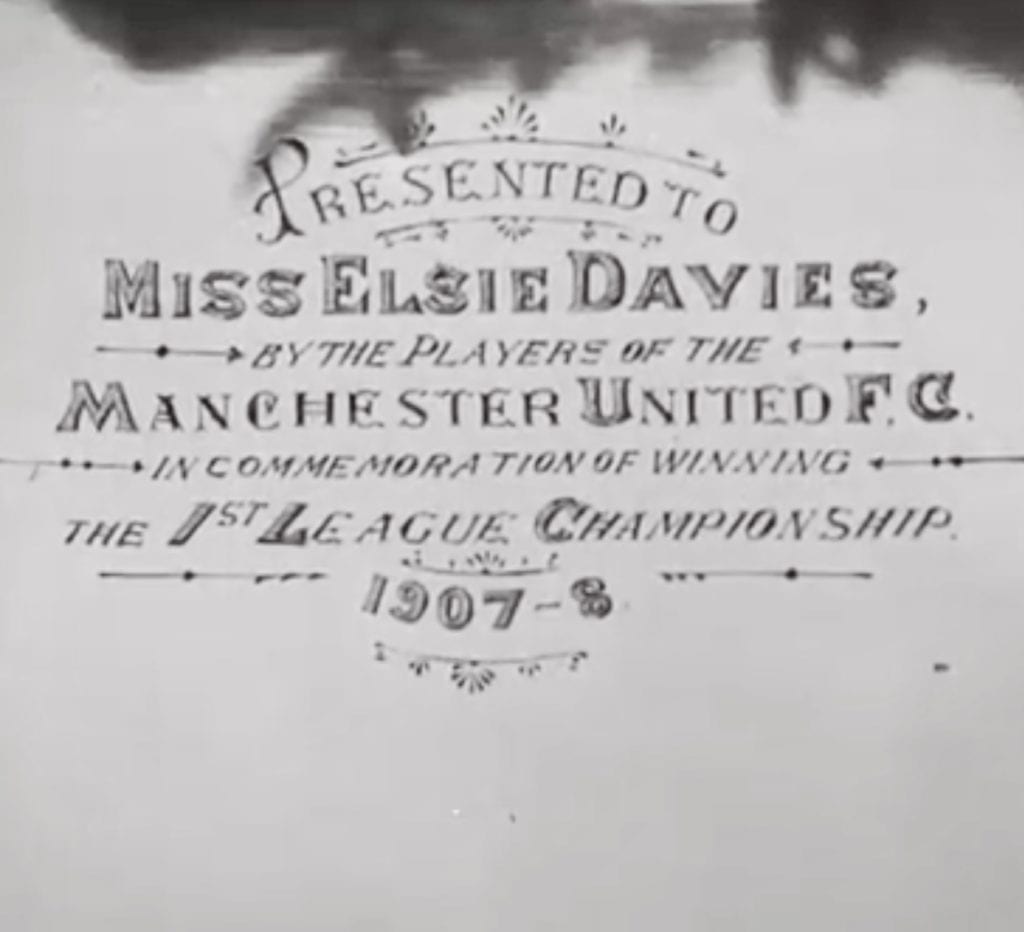 PRESENTED TO
MISS ELSIE DAVIES,
BY THE PLAYERS OF THE
MANCHESTER UNITED F.C.
IN COMMEMORATION OF WINNING
THE 1ST LEAGUE CHAMPIONSHIP.
1907-8.